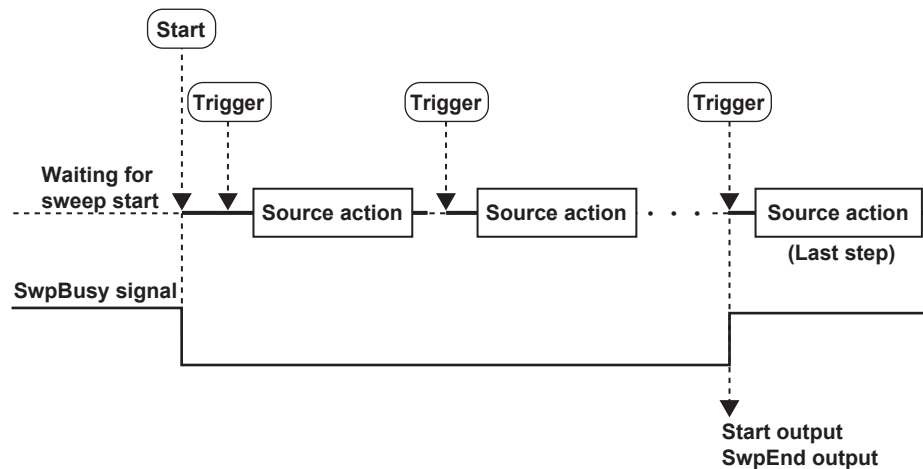 Start
Trigger
Trigger
Trigger
Waiting for
sweep start
Source action
Source action
. . . .
Source action
(Last step)
SwpBusy signal
Start output
SwpEnd output